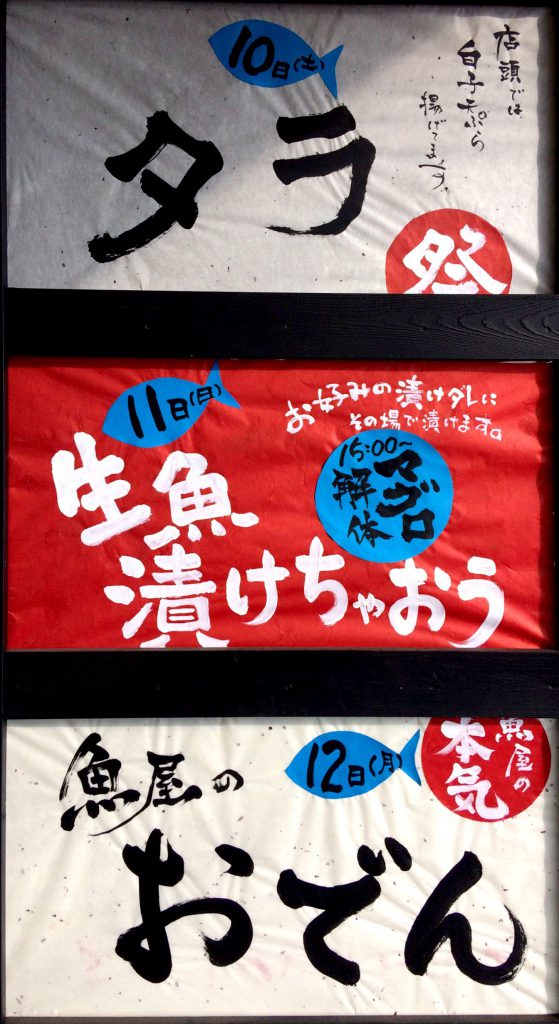 10日(土)
タラ
祭
店頭では
白子天ぷら
揚げてます。
11日(日)
お好みの漬けダレに
その場で漬けます。
15:00~
マグロ
解体
生魚
漬けちゃおう
12日(月)
魚屋の
本気
魚屋の
おでん